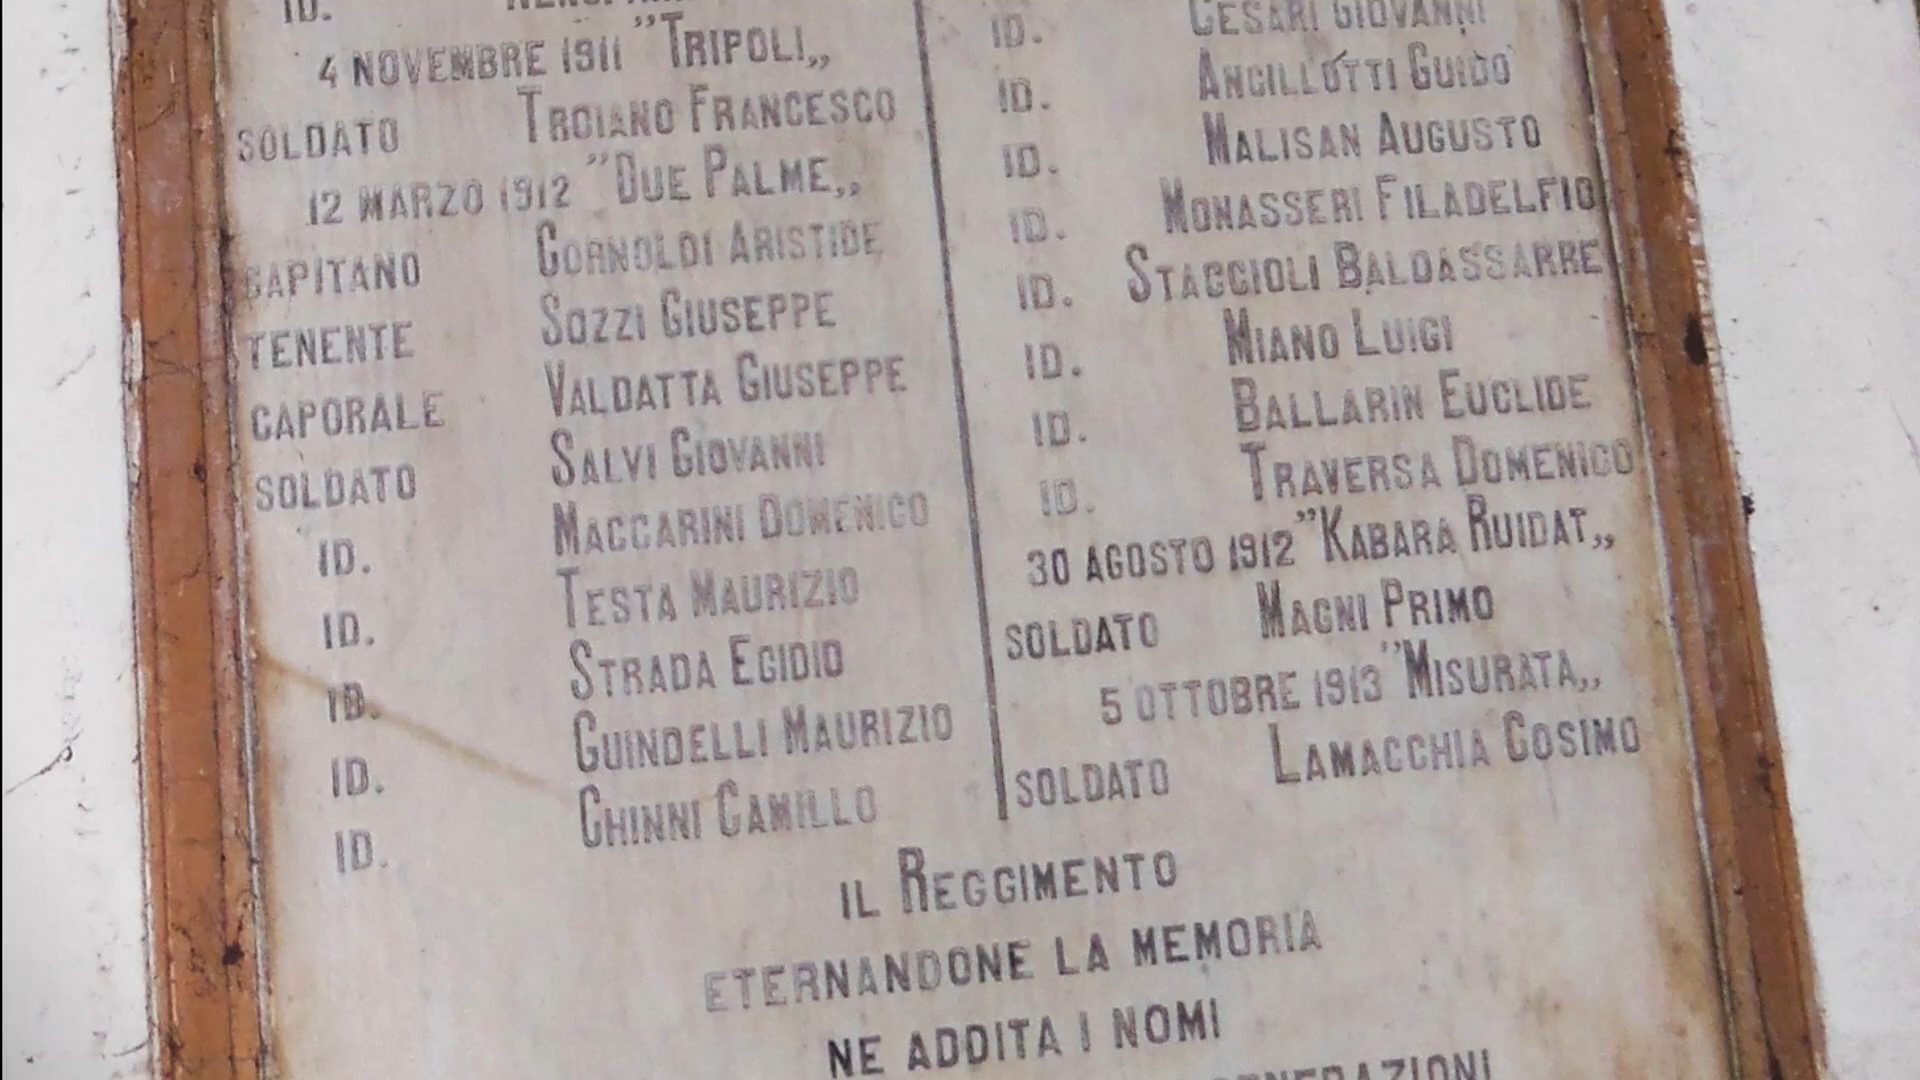 ID.
4 NOVEMBRE 1911 "TRIPOLI„
SOLDATO TROIANO FRANCESCO
12 MARZO 1912 "DUE PALME„
CAPITANO CORNOLDI ARISTIDE
TENENTE SOZZI GIUSEPPE
CAPORALE VALDATTA GIUSEPPE
SOLDATO SALVI GIOVANNI
ID. MACCARINI DOMENICO
ID. TESTA MAURIZIO
ID. STRADA EGIDIO
ID. GUINDELLI MAURIZIO
ID. GHINNI CAMILLO
ID. CESARI GIOVANNI
ID. ANCILLOTTI GUIDO
ID. MALISAN AUGUSTO
ID. MONASSERI FILADELFIO
ID. STAGGIOLI BALDASSARRE
ID. MIANO LUIGI
ID. BALLARIN EUCLIDE
ID. TRAVERSA DOMENICO
30 AGOSTO 1912 "KABARA RUIDAT„
SOLDATO MAGNI PRIMO
5 OTTOBRE 1913 "MISURATA„
SOLDATO LAMACCHIA COSIMO
IL REGGIMENTO
ETERNANDONE LA MEMORIA
NE ADDITA I NOMI